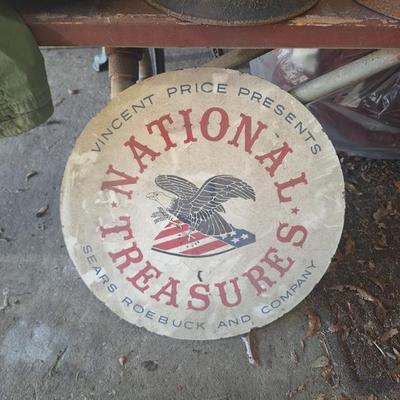 VINCENT PRICE PRESENTS
NATIONAL
TREASURES
SEARS ROEBUCK AND COMPANY